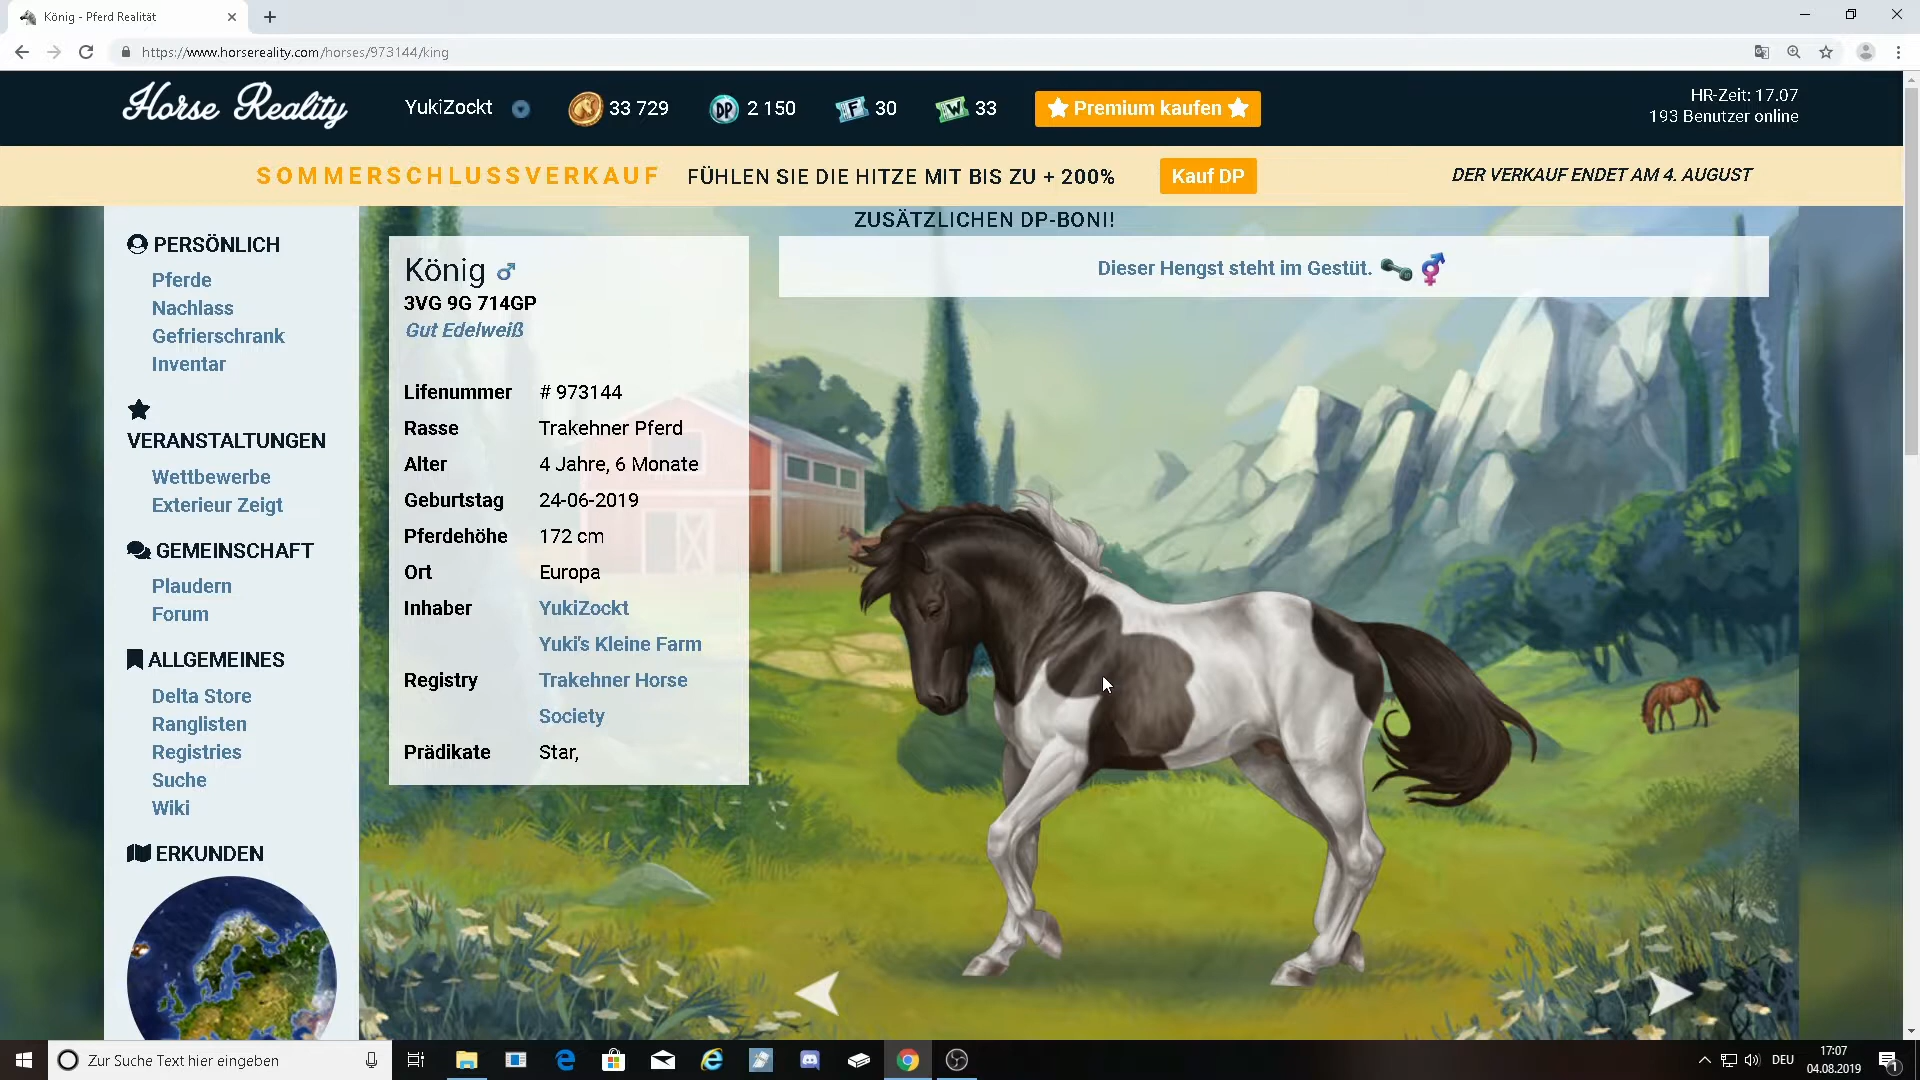 König - Pferd Realität
https://www.horsereality.com/horses/973144/king
Horse Reality
YukiZockt
33 729
DP
2 150
F
30
W
33
Premium kaufen
HR-Zeit: 17.07
193 Benutzer online
SOMMERSCHLUSSVERKAUF
FÜHLEN SIE DIE HITZE MIT BIS ZU + 200%
ZUSÄTZLICHEN DP-BONI!
Kauf DP
DER VERKAUF ENDET AM 4. AUGUST
PERSÖNLICH
Pferde
Nachlass
Gefrierschrank
Inventar
VERANSTALTUNGEN
Wettbewerbe
Exterieur Zeigt
GEMEINSCHAFT
Plaudern
Forum
ALLGEMEINES
Delta Store
Ranglisten
Registries
Suche
Wiki
ERKUNDEN
König
3VG 9G 714GP
Gut Edelweiß
Lifenummer # 973144
Rasse Trakehner Pferd
Alter 4 Jahre, 6 Monate
Geburtstag 24-06-2019
Pferdehöhe 172 cm
Ort Europa
Inhaber YukiZockt
Yuki's Kleine Farm
Registry Trakehner Horse
Society
Prädikate Star,
Dieser Hengst steht im Gestüt.
Zur Suche Text hier eingeben
DEU
17:07
04.08.2019
1